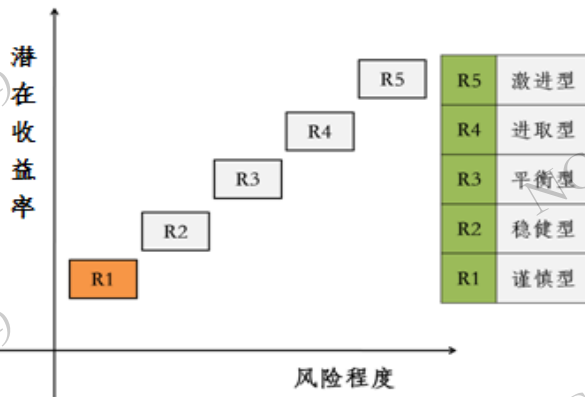 潜在收益率
R5
R4
R3
R2
R1
风险程度
R5 激进型
R4 进取型
R3 平衡型
R2 稳健型
R1 谨慎型